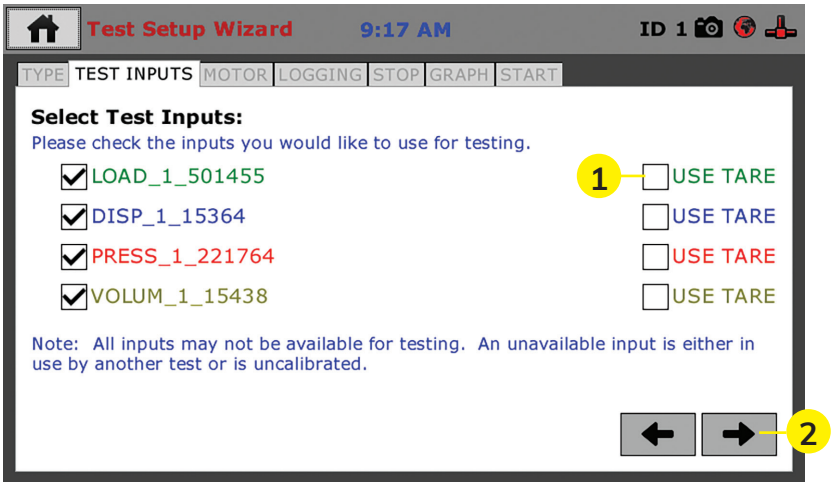 Test Setup Wizard 9:17 AM ID 1
TYPE TEST INPUTS MOTOR LOGGING STOP GRAPH START
Select Test Inputs:
Please check the inputs you would like to use for testing.
LOAD_1_501455 1 USE TARE
DISP_1_15364 USE TARE
PRESS_1_221764 USE TARE
VOLUM_1_15438 USE TARE
Note: All inputs may not be available for testing. An unavailable input is either in
use by another test or is uncalibrated.
2